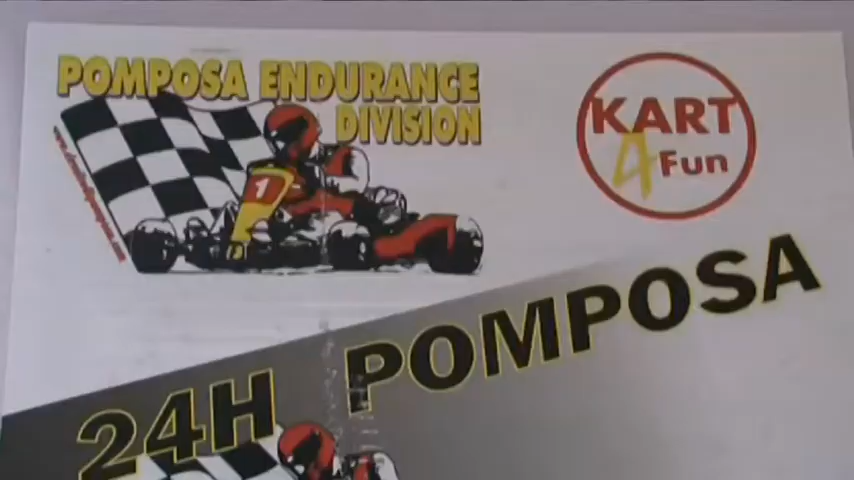 POMPOSA ENDURANCE
DIVISION
1
KART
4 Fun
24H POMPOSA